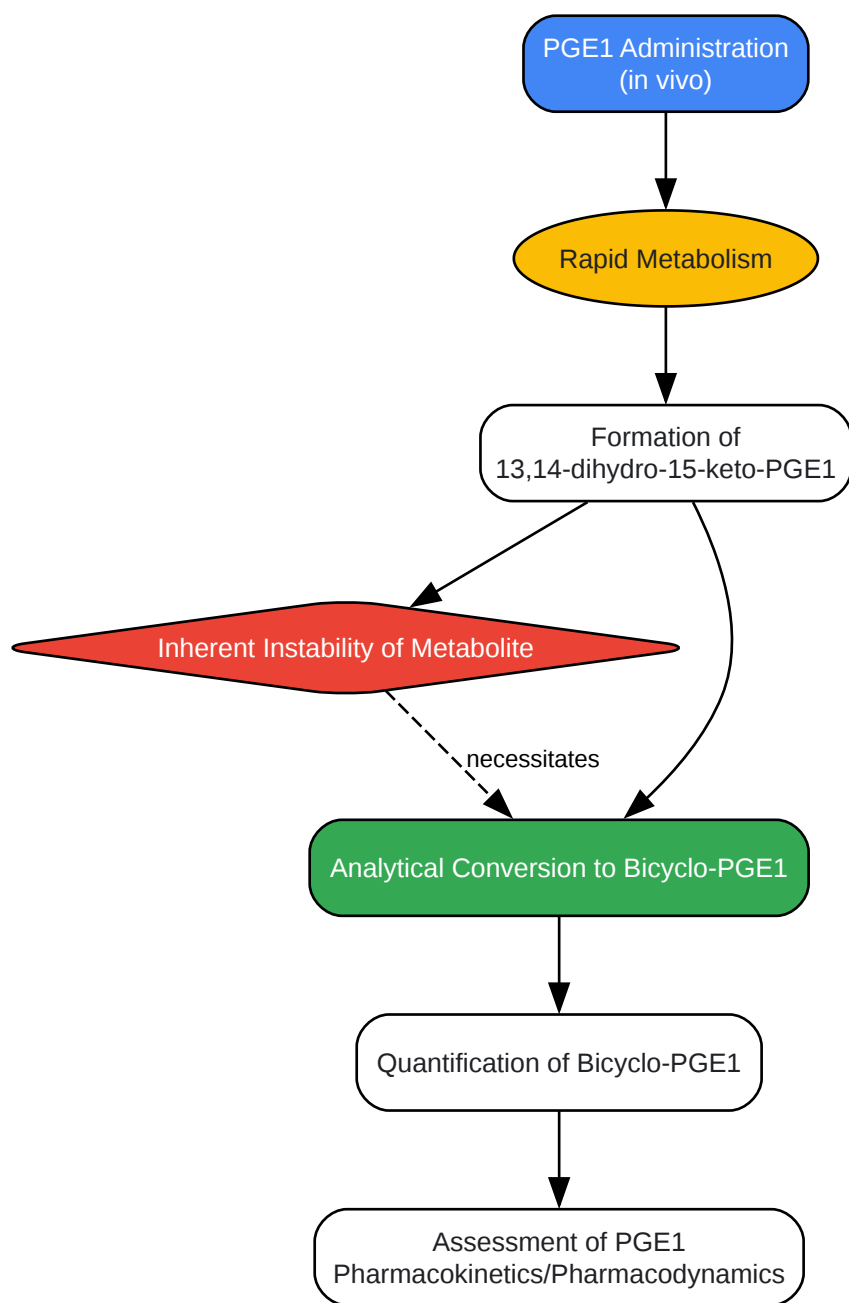 PGE1 Administration
(in vivo)
Rapid Metabolism
Formation of
13,14-dihydro-15-keto-PGE1
Inherent Instability of Metabolite
necessitates
Analytical Conversion to Bicyclo-PGE1
Quantification of Bicyclo-PGE1
Assessment of PGE1
Pharmacokinetics/Pharmacodynamics